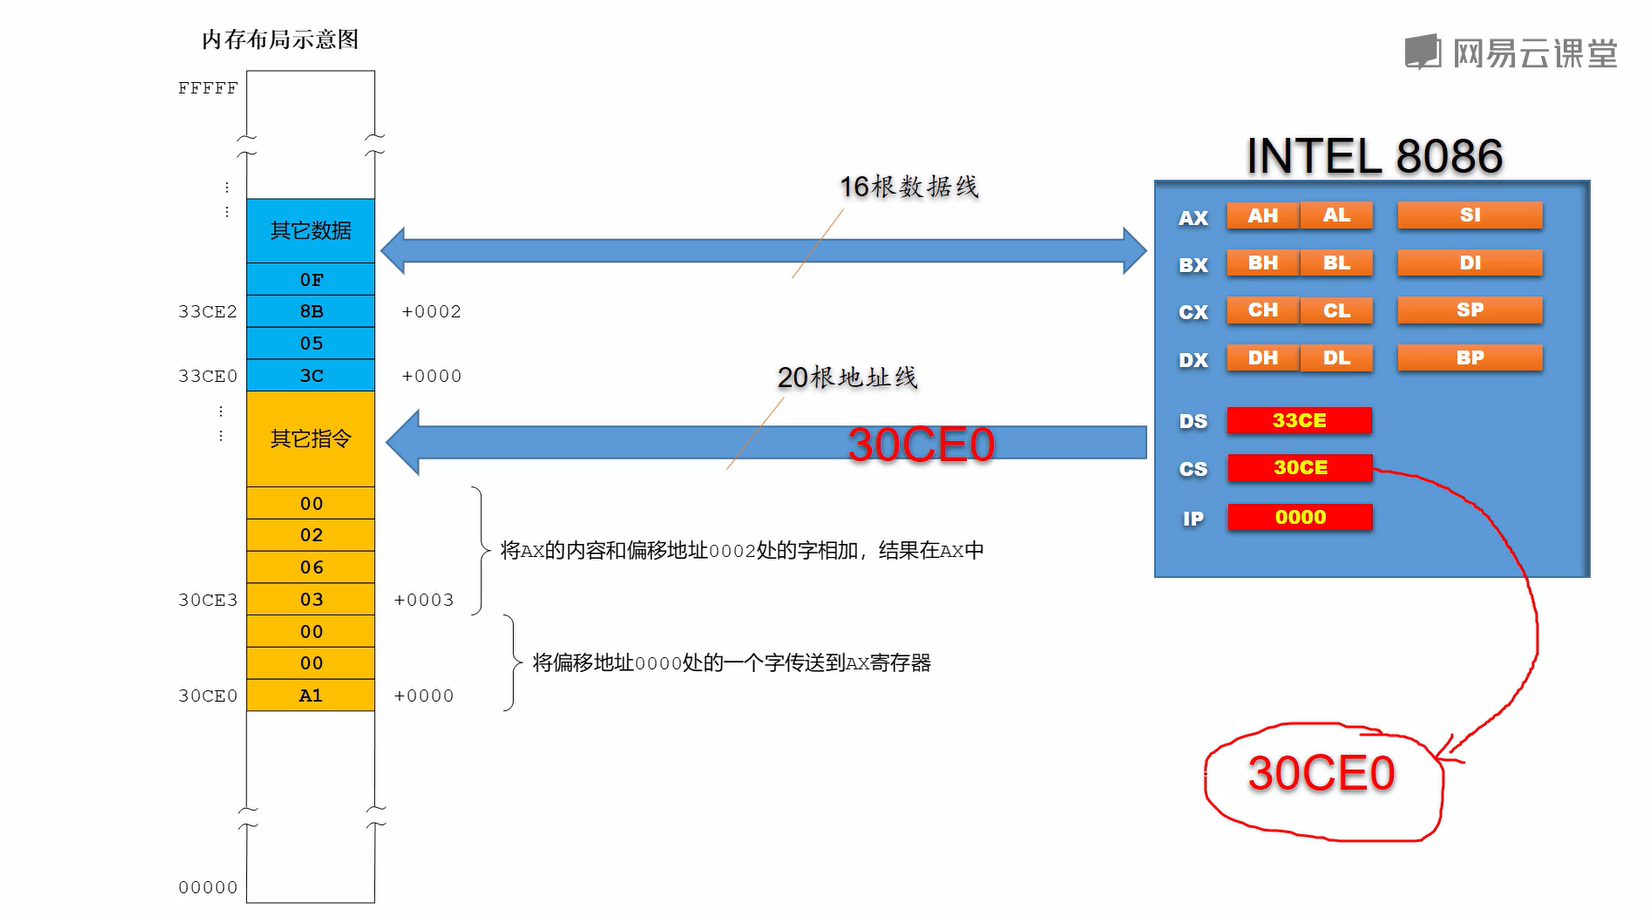 内存布局示意图
网易云课堂
FFFFF
INTEL 8086
16根数据线
AX AH AL SI
其它数据
BX BH BL DI
0F
33CE2 8B +0002
CX CH CL SP
05
DX DH DL BP
33CE0 3C +0000
20根地址线
DS 33CE
其它指令
30CE0
CS 30CE
00
IP 0000
02
将AX的内容和偏移地址0002处的字相加，结果在AX中
06
30CE3 03 +0003
00
00
将偏移地址0000处的一个字传送到AX寄存器
30CE0 A1 +0000
30CE0
00000